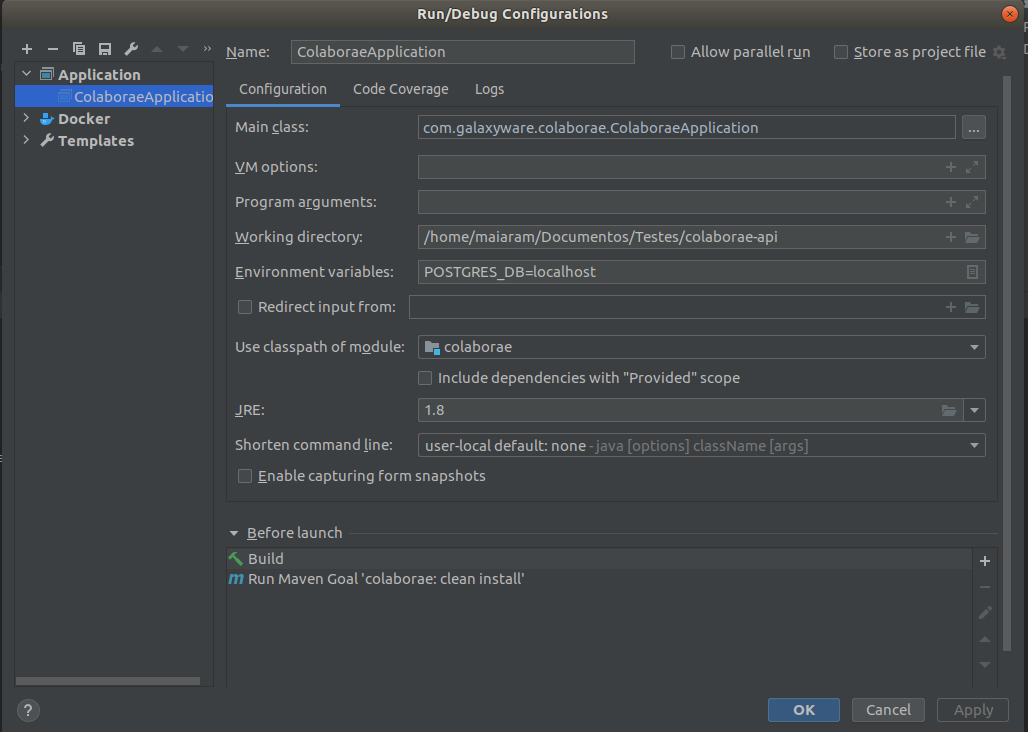 Run/Debug Configurations
Name: ColaboraeApplication
Allow parallel run
Store as project file
Application
ColaboraeApplicatio
Docker
Templates
Configuration Code Coverage Logs
Main class: com.galaxyware.colaborae.ColaboraeApplication ...
VM options:
Program arguments:
Working directory: /home/maiaram/Documentos/Testes/colaborae-api
Environment variables: POSTGRES_DB=localhost
Redirect input from:
Use classpath of module: colaborae
Include dependencies with "Provided" scope
JRE: 1.8
Shorten command line: user-local default: none - java [options] className [args]
Enable capturing form snapshots
Before launch
Build
Run Maven Goal 'colaborae: clean install'
? OK Cancel Apply